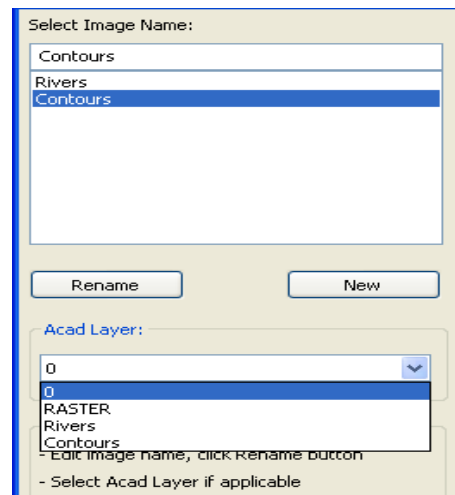 Select Image Name:
Contours
Rivers
Contours
Rename New
Acad Layer:
0
0
RASTER
Rivers
Contours
- Edit image name, click Rename button
- Select Acad Layer if applicable